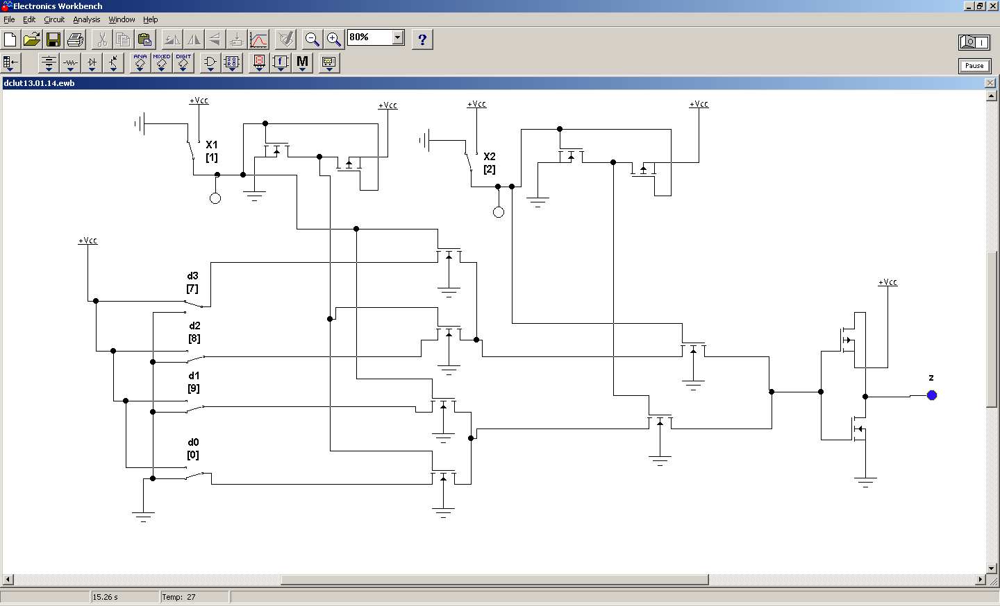 Electronics Workbench
File Edit Circuit Analysis Window Help
80%
?
Pause
ANA MIXED DIGIT
f M
dclut13.01.14.ewb
+Vcc
+Vcc
+Vcc
+Vcc
X1
[1]
X2
[2]
+Vcc
d3
[7]
+Vcc
d2
[8]
d1
[9]
z
d0
[0]
15.26 s
Temp: 27